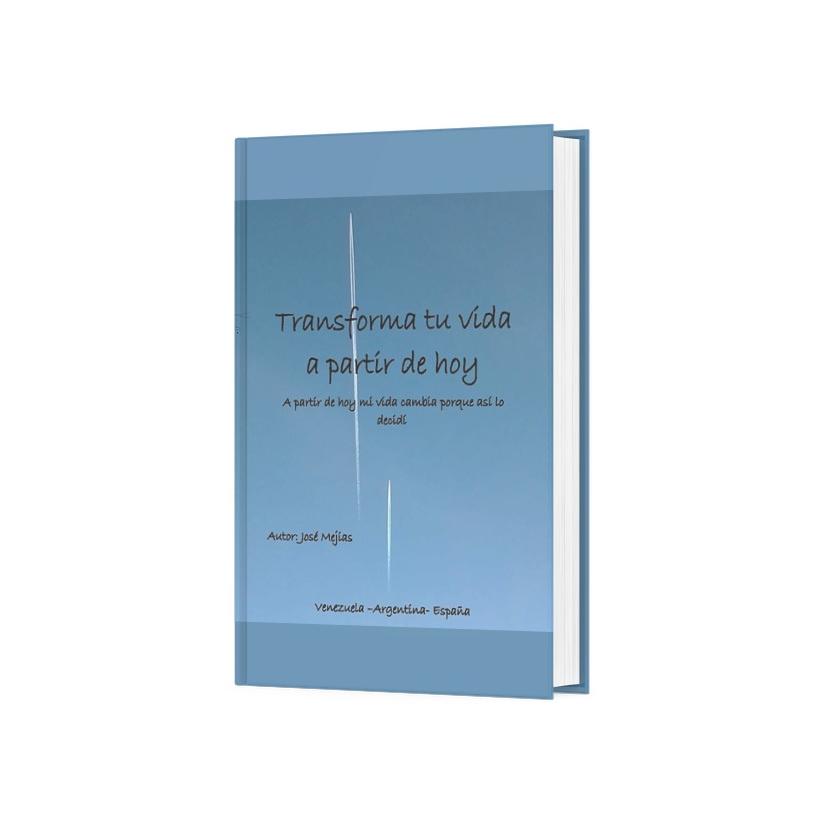 Transforma tu vida
a partir de hoy
A partir de hoy mi vida cambia porque así lo
decidí
Autor: José Mejías
Venezuela –Argentina- España